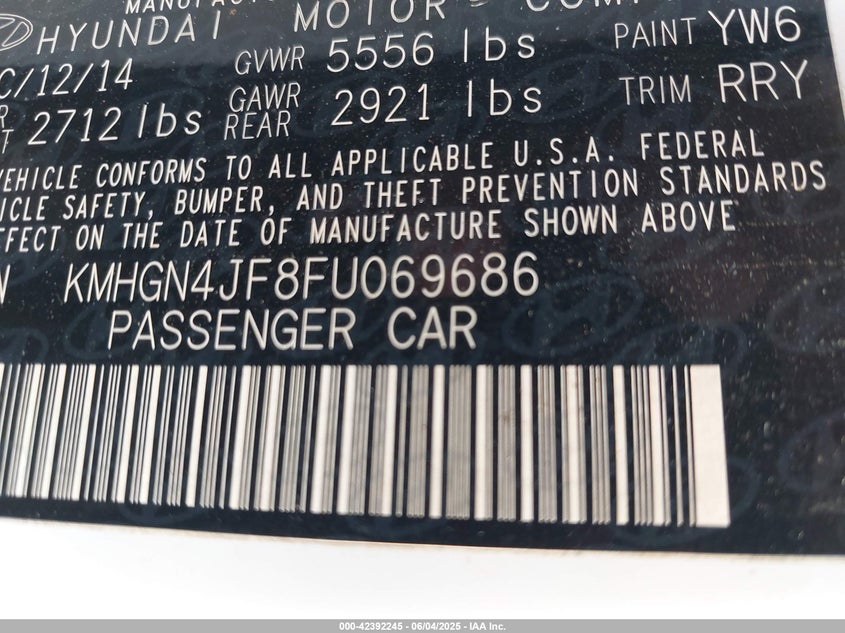 HYUNDAI MOTOR
C/12/14 GVWR 5556 lbs PAINT YW6
2712 lbs GAWR REAR 2921 lbs TRIM RRY
VEHICLE CONFORMS TO ALL APPLICABLE U.S.A. FEDERAL
ICLE SAFETY, BUMPER, AND THEFT PREVENTION STANDARDS
FFECT ON THE DATE OF MANUFACTURE SHOWN ABOVE
N KMHGN4JF8FU069686
PASSENGER CAR
000-42392245 - 06/04/2025 - IAA Inc.